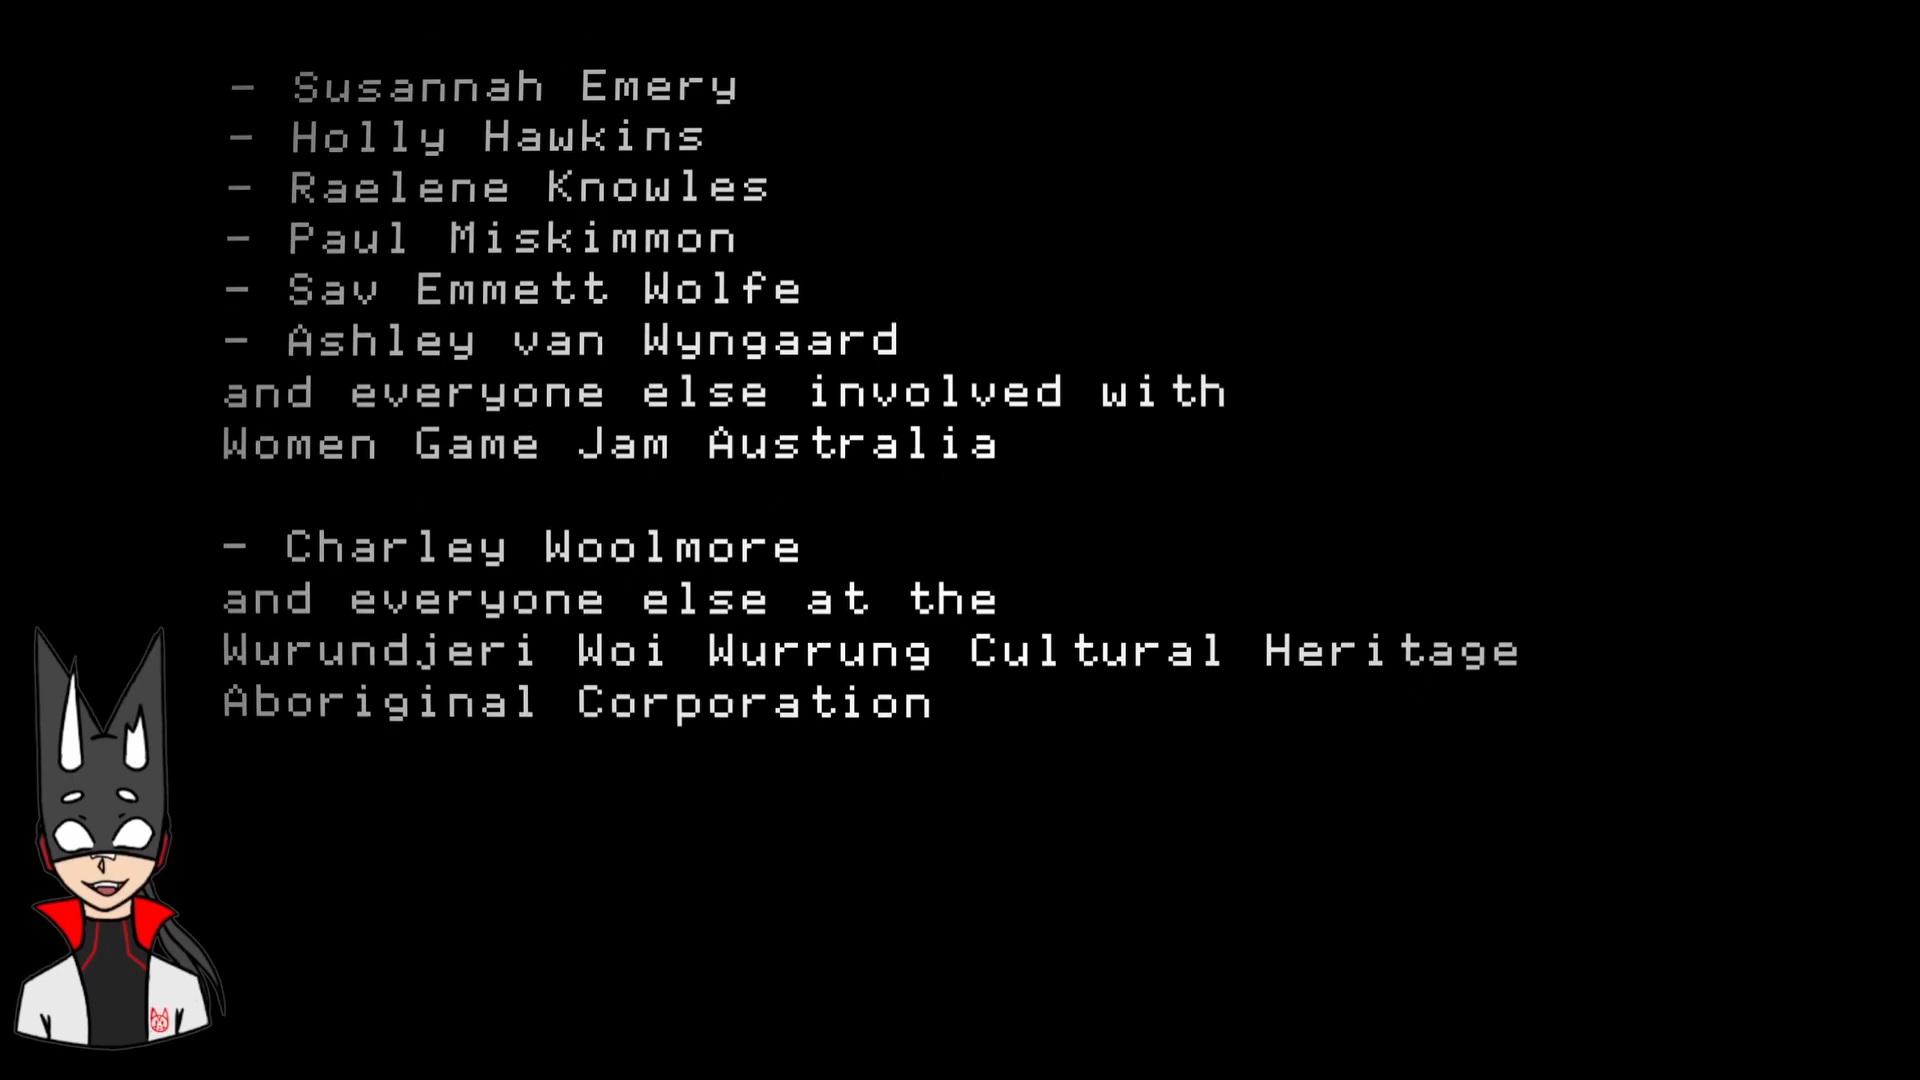 - Susannah Emery
- Holly Hawkins
- Raelene Knowles
- Paul Miskimmon
- Sav Emmett Wolfe
- Ashley van Wyngaard
and everyone else involved with
Women Game Jam Australia
- Charley Woolmore
and everyone else at the
Wurundjeri Woi Wurrung Cultural Heritage
Aboriginal Corporation